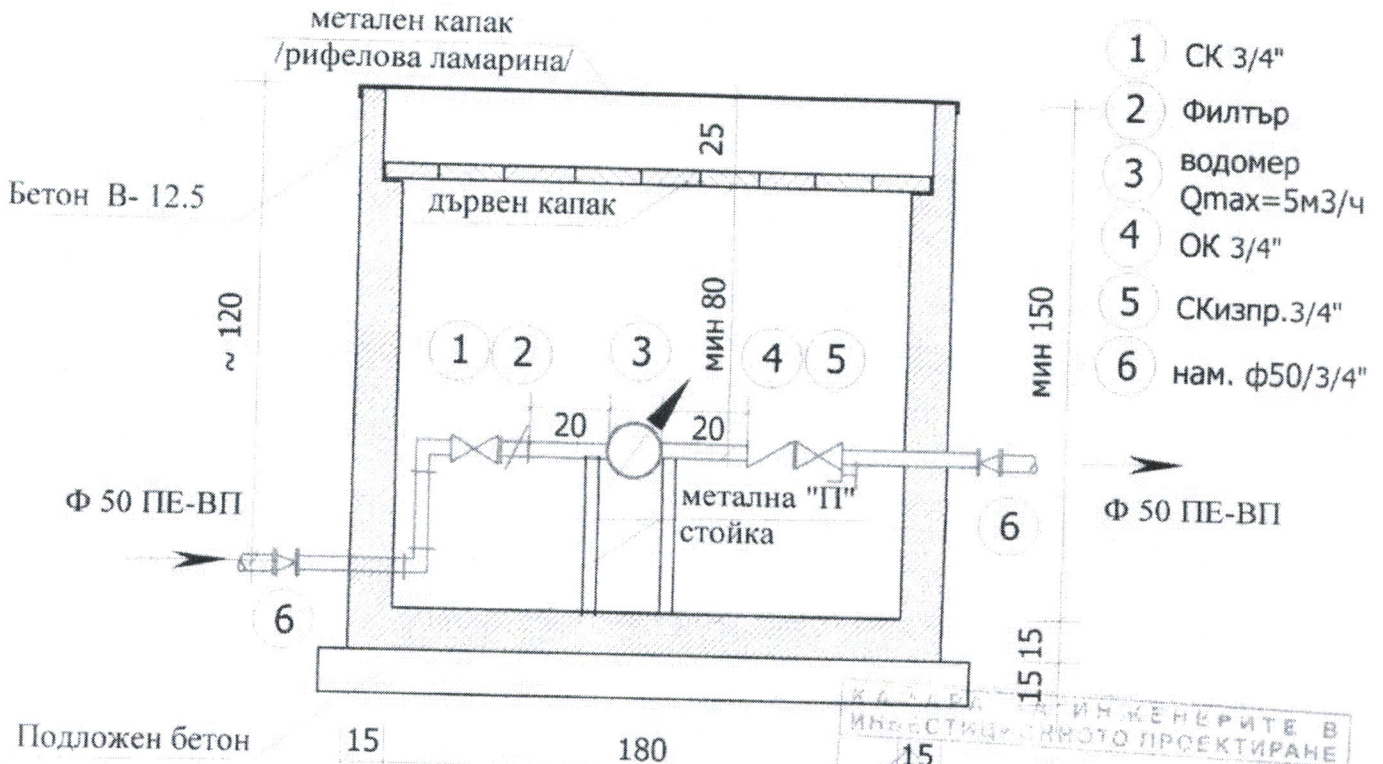 метален капак
/рифелова ламарина/
Бетон В- 12.5
25
дървен капак
≈ 120
мин 80
мин 150
1
2
3
4
5
20
20
Ф 50 ПЕ-ВП
метална "П"
стойка
6
Ф 50 ПЕ-ВП
6
15
15
Подложен бетон
15
180
15
1 СК 3/4"
2 Филтър
3 водомер
Qmax=5м3/ч
4 ОК 3/4"
5 СКизпр.3/4"
6 нам. ф50/3/4"
ИНЖЕНЕРИТЕ В
ИНВЕСТИЦИОННОТО ПРОЕКТИРАНЕ